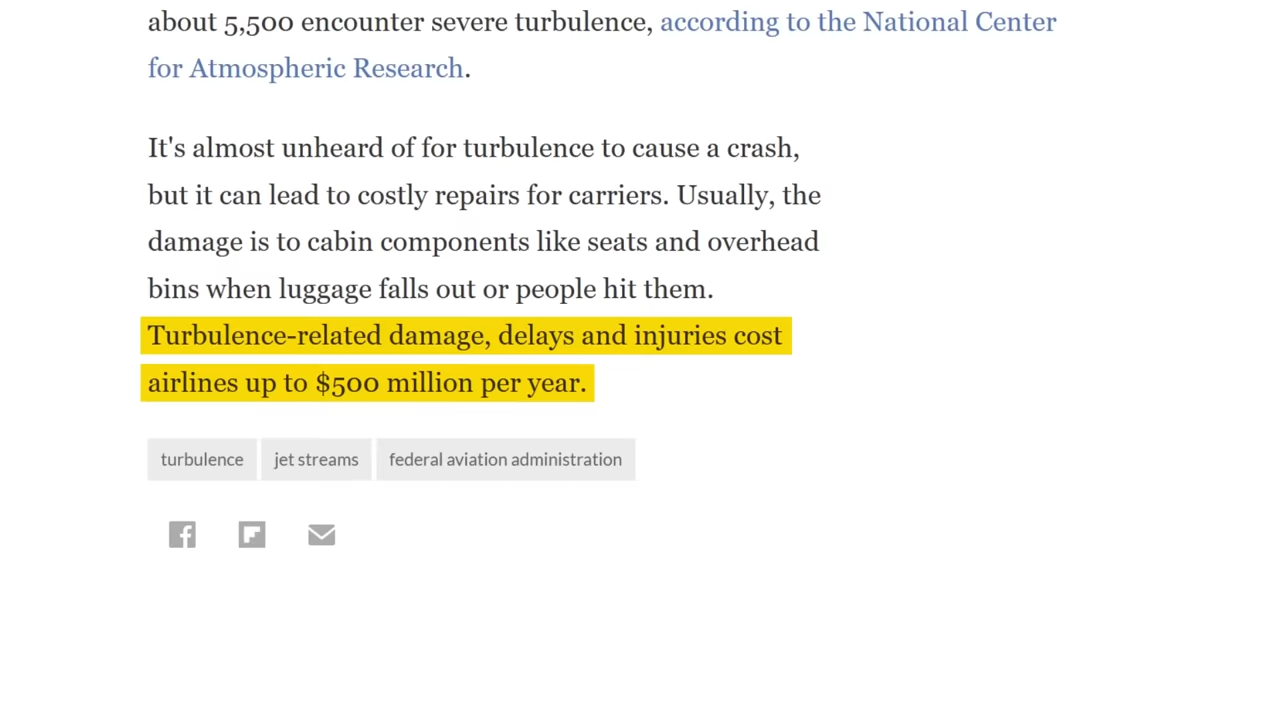 about 5,500 encounter severe turbulence, according to the National Center
for Atmospheric Research.
It's almost unheard of for turbulence to cause a crash,
but it can lead to costly repairs for carriers. Usually, the
damage is to cabin components like seats and overhead
bins when luggage falls out or people hit them.
Turbulence-related damage, delays and injuries cost
airlines up to $500 million per year.
turbulence jet streams federal aviation administration